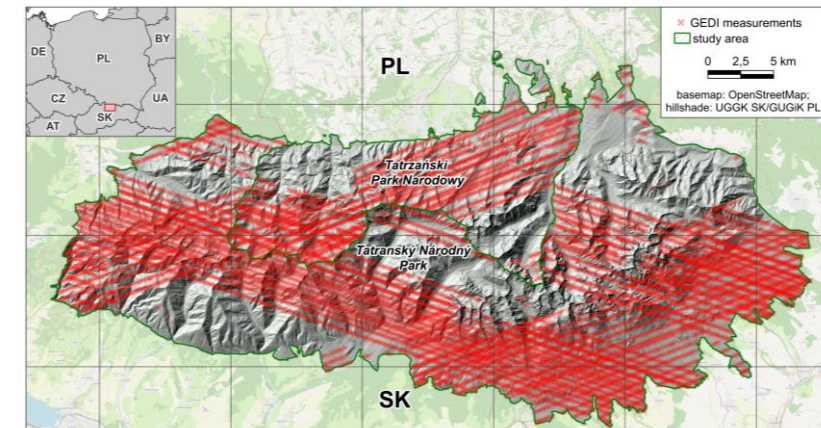 DE
PL
BY
CZ
UA
SK
AT
PL
GEDI measurements
study area
0 2,5 5 km
basemap: OpenStreetMap;
hillshade: UGGK SK/GUGiK PL
Tatrzański
Park Narodowy
Tatranský Národný
Park
SK